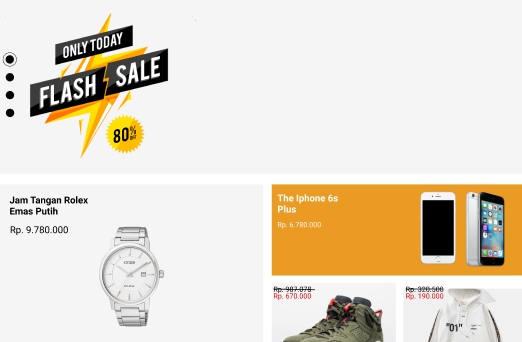 ONLY TODAY
FLASH SALE
80% OFF
Jam Tangan Rolex
Emas Putih
Rp. 9.780.000
CITIZEN
The Iphone 6s
Plus
Rp. 6.780.000
Rp. 987.078
Rp. 670.000
Rp. 320.500
Rp. 190.000
"01"